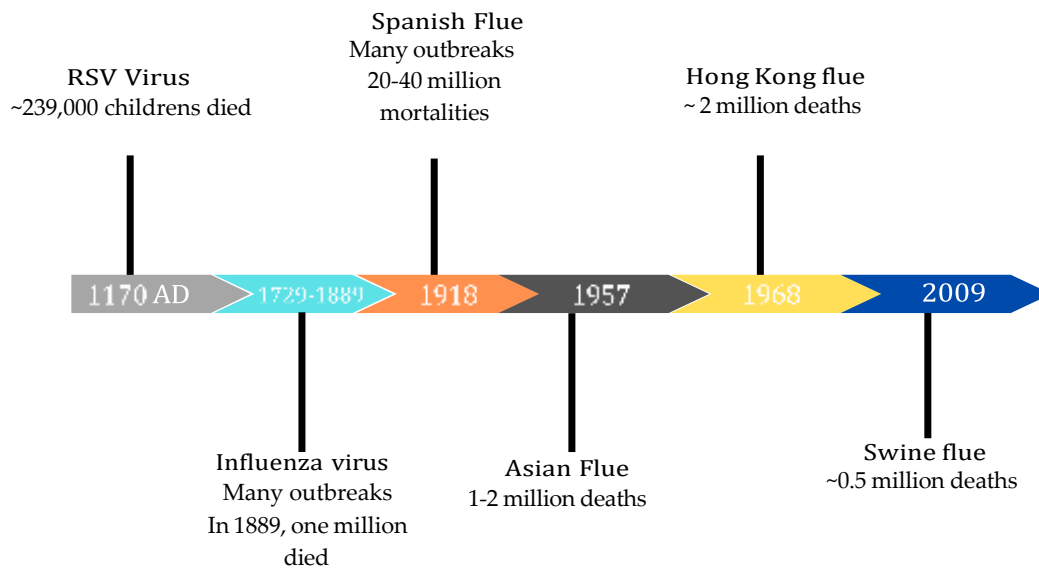 RSV Virus
~239,000 childrens died
Spanish Flue
Many outbreaks
20-40 million
mortalities
Hong Kong flue
~ 2 million deaths
1170 AD
1729-1889
1918
1957
1968
2009
Influenza virus
Many outbreaks
In 1889, one million
died
Asian Flue
1-2 million deaths
Swine flue
~0.5 million deaths